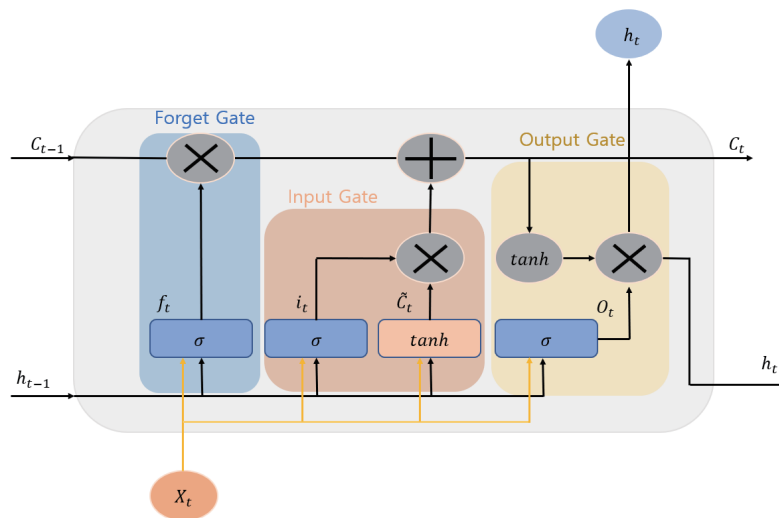 h_t
Forget Gate
C_{t-1}
Output Gate
C_t
Input Gate
tanh
f_t
i_t
C̃_t
O_t
σ
σ
tanh
σ
h_{t-1}
h_t
X_t